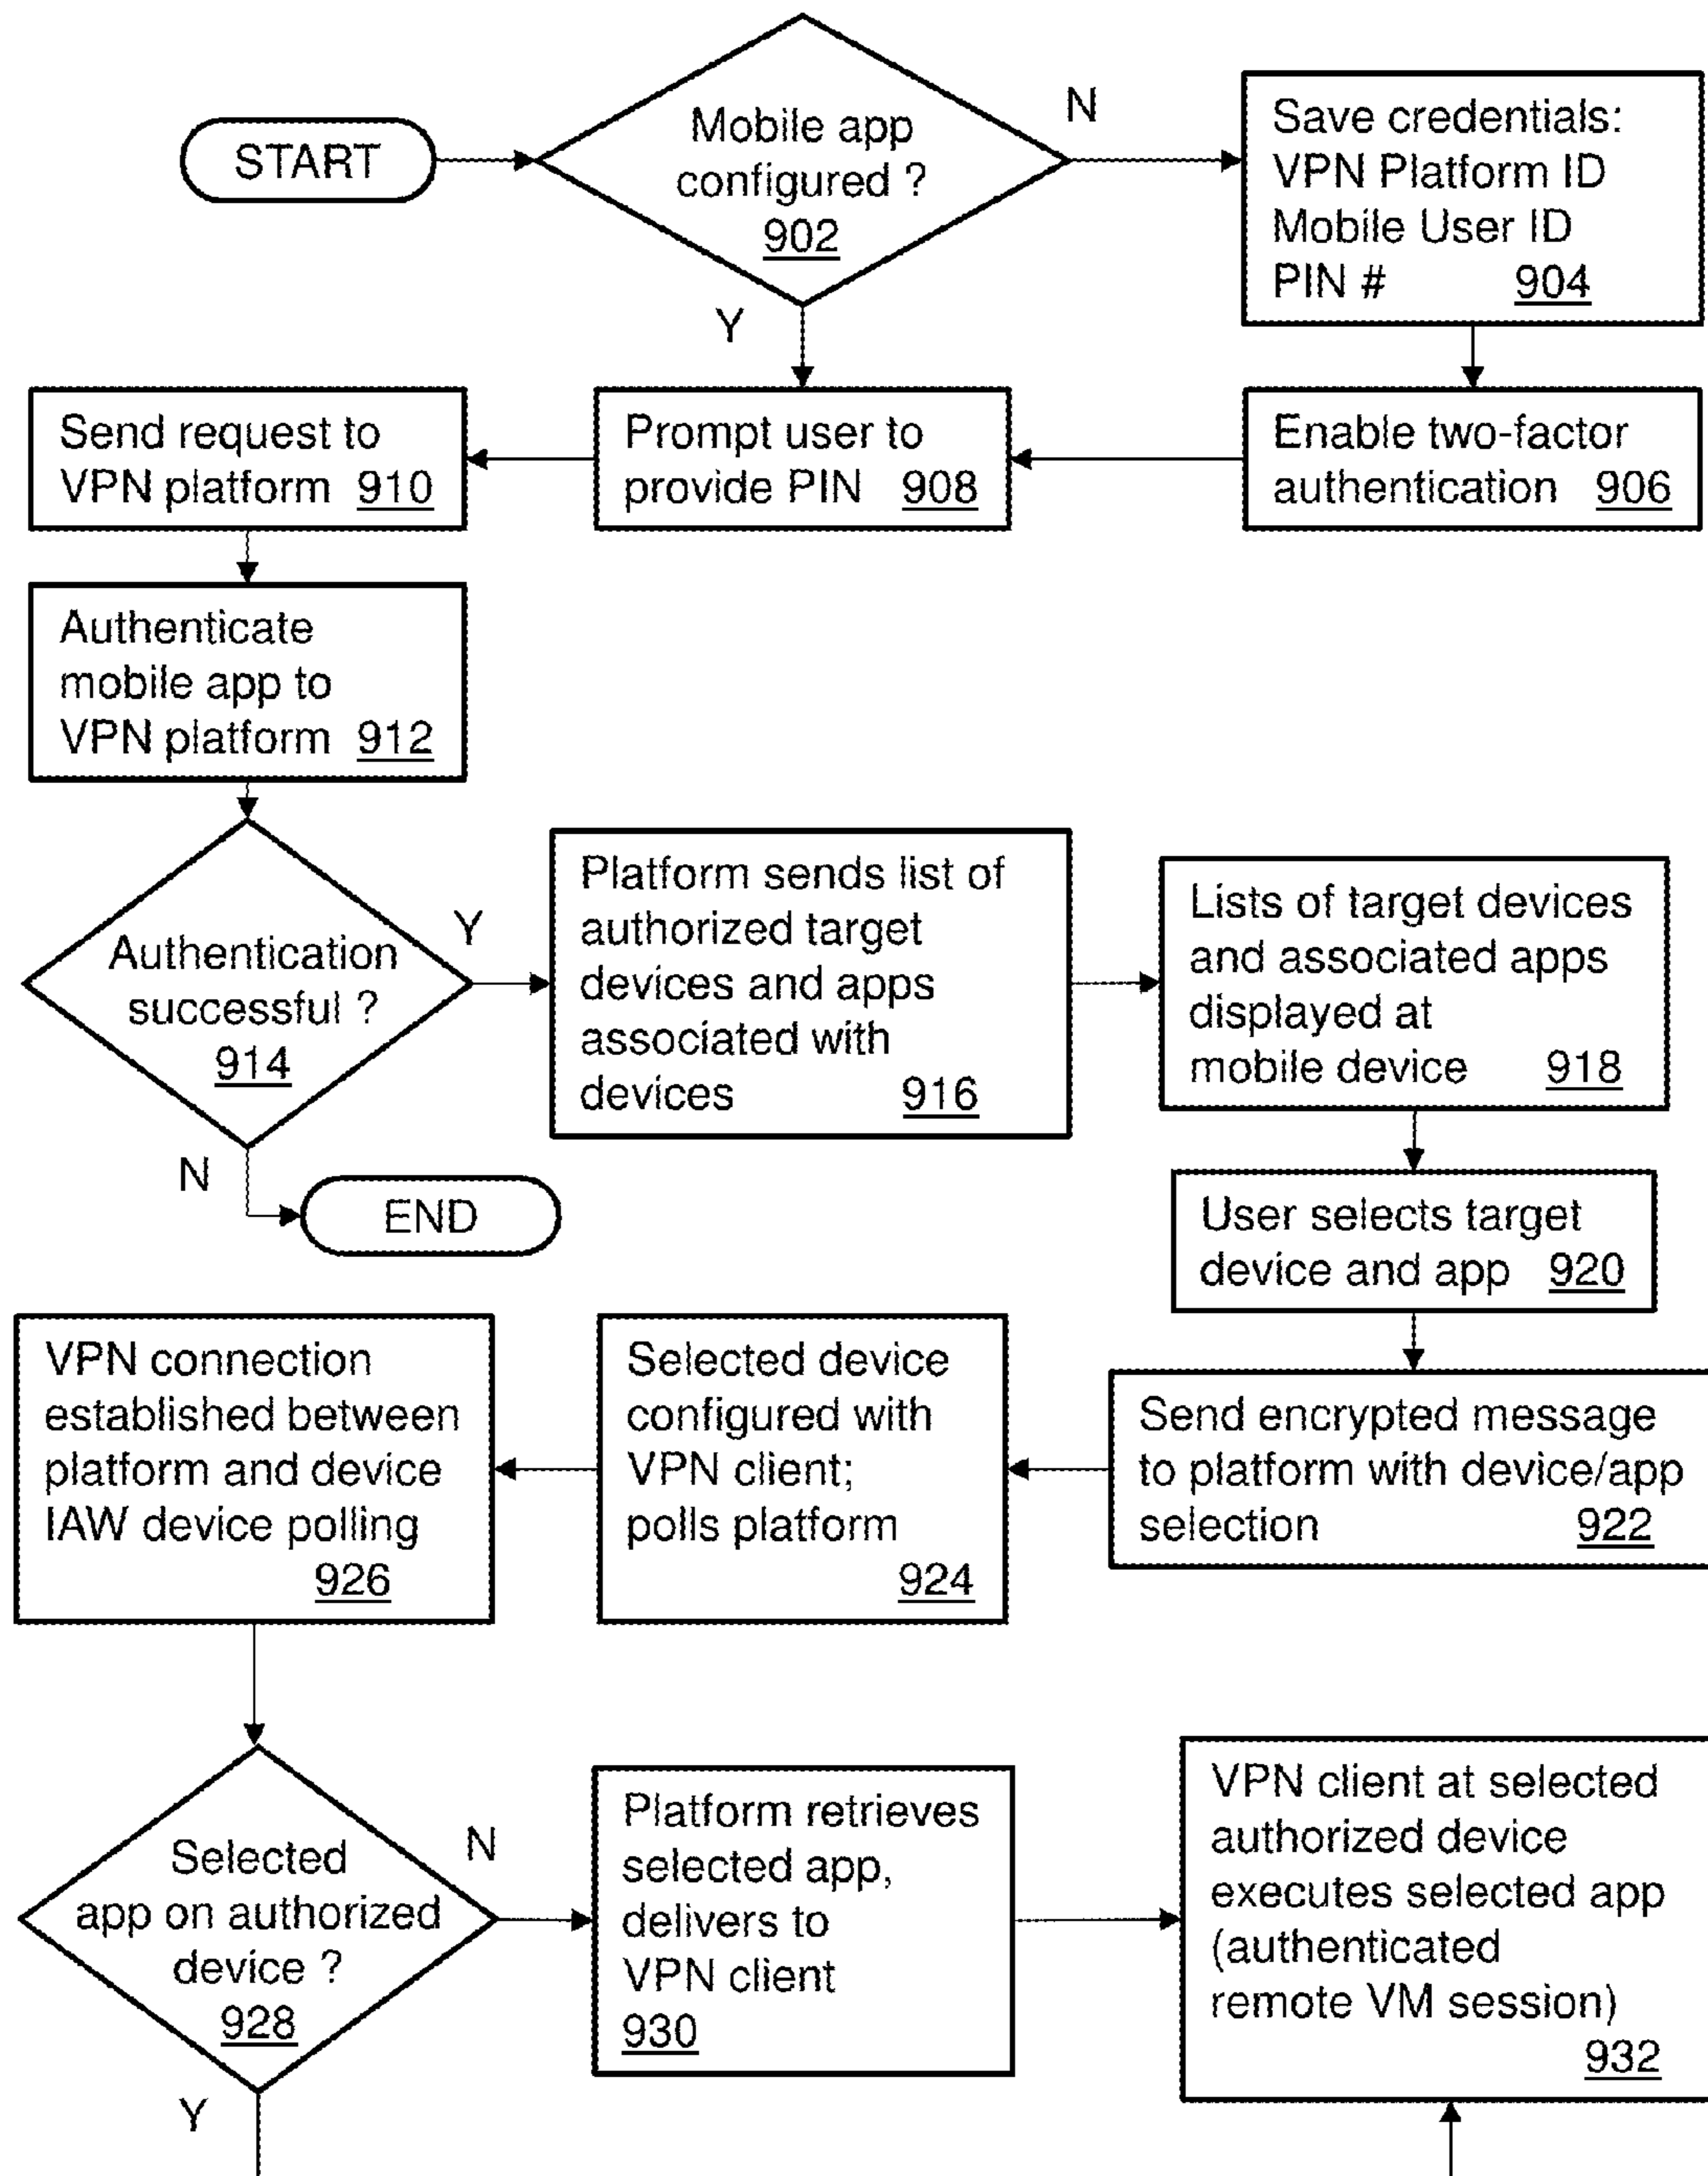 START
Mobile app
configured ?
902
N
Y
Save credentials:
VPN Platform ID
Mobile User ID
PIN # 904
Send request to
VPN platform 910
Prompt user to
provide PIN 908
Enable two-factor
authentication 906
Authenticate
mobile app to
VPN platform 912
Authentication
successful ?
914
Y
N
END
Platform sends list of
authorized target
devices and apps
associated with
devices 916
Lists of target devices
and associated apps
displayed at
mobile device 918
User selects target
device and app 920
VPN connection
established between
platform and device
IAW device polling
926
Selected device
configured with
VPN client;
polls platform
924
Send encrypted message
to platform with device/app
selection 922
Selected
app on authorized
device ?
928
N
Y
Platform retrieves
selected app,
delivers to
VPN client
930
VPN client at selected
authorized device
executes selected app
(authenticated
remote VM session)
932